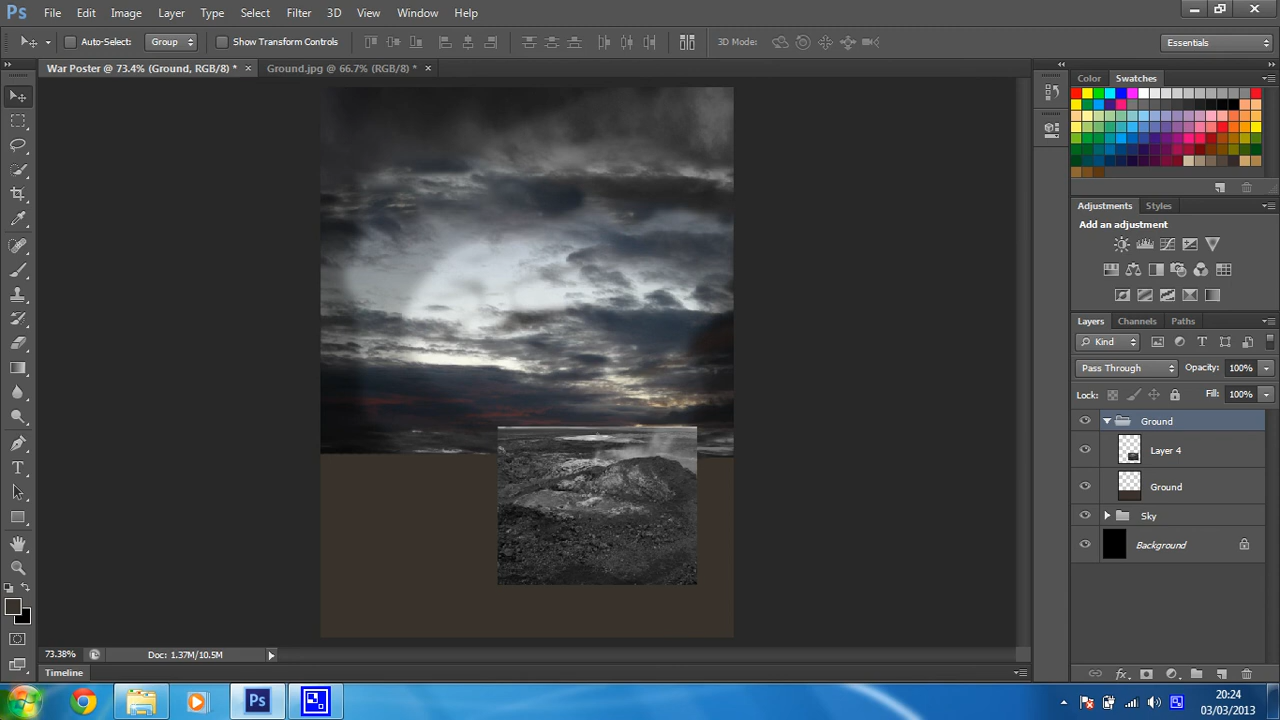 Ps File Edit Image Layer Type Select Filter 3D View Window Help
Auto-Select: Group Show Transform Controls 3D Mode: Essentials
War Poster @ 73.4% (Ground, RGB/8) * × Ground.jpg @ 66.7% (RGB/8) * ×
Color Swatches
Adjustments Styles
Add an adjustment
Layers Channels Paths
Kind
Pass Through Opacity: 100%
Lock: Fill: 100%
Ground
Layer 4
Ground
Sky
Background
73.38% Doc: 1.37M/10.5M
Timeline
Ps 20:24
03/03/2013